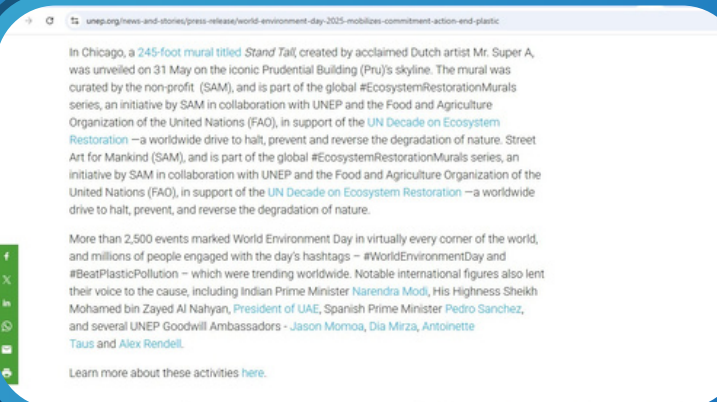 unep.org/news-and-stories/press-release/world-environment-day-2025-mobilizes-commitment-action-end-plastic
In Chicago, a 245-foot mural titled Stand Tall, created by acclaimed Dutch artist Mr. Super A,
was unveiled on 31 May on the iconic Prudential Building (Pru)'s skyline. The mural was
curated by the non-profit (SAM), and is part of the global #EcosystemRestorationMurals
series, an initiative by SAM in collaboration with UNEP and the Food and Agriculture
Organization of the United Nations (FAO), in support of the UN Decade on Ecosystem
Restoration —a worldwide drive to halt, prevent and reverse the degradation of nature. Street
Art for Mankind (SAM), and is part of the global #EcosystemRestorationMurals series, an
initiative by SAM in collaboration with UNEP and the Food and Agriculture Organization of the
United Nations (FAO), in support of the UN Decade on Ecosystem Restoration —a worldwide
drive to halt, prevent, and reverse the degradation of nature.
More than 2,500 events marked World Environment Day in virtually every corner of the world,
and millions of people engaged with the day's hashtags – #WorldEnvironmentDay and
#BeatPlasticPollution – which were trending worldwide. Notable international figures also lent
their voice to the cause, including Indian Prime Minister Narendra Modi, His Highness Sheikh
Mohamed bin Zayed Al Nahyan, President of UAE, Spanish Prime Minister Pedro Sanchez,
and several UNEP Goodwill Ambassadors - Jason Momoa, Dia Mirza, Antoinette
Taus and Alex Rendell.
Learn more about these activities here.